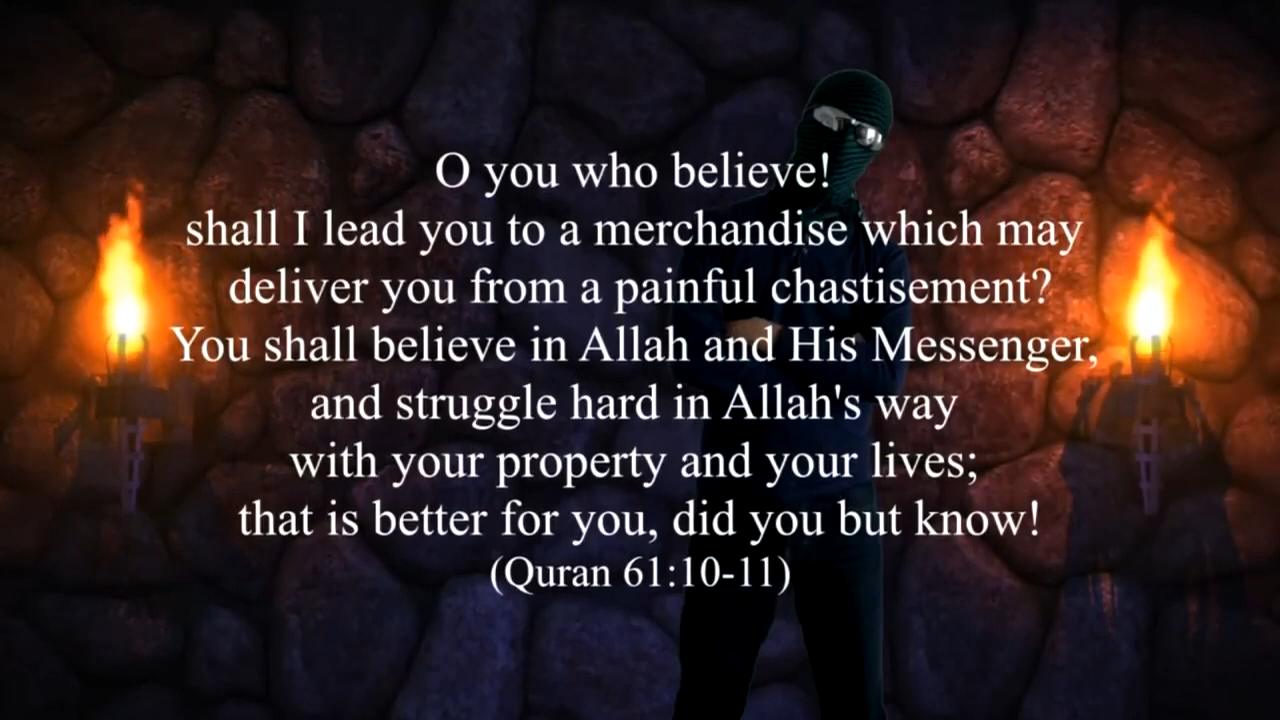 O you who believe!
shall I lead you to a merchandise which may
deliver you from a painful chastisement?
You shall believe in Allah and His Messenger,
and struggle hard in Allah's way
with your property and your lives;
that is better for you, did you but know!
(Quran 61:10-11)